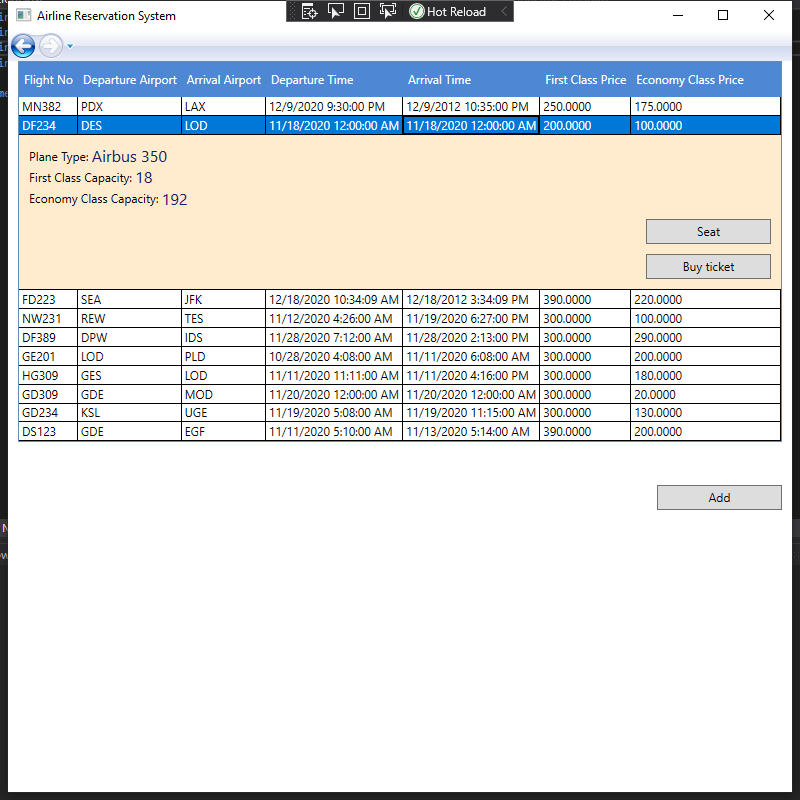 Airline Reservation System
Hot Reload
Flight No Departure Airport Arrival Airport Departure Time Arrival Time First Class Price Economy Class Price
MN382 PDX LAX 12/9/2020 9:30:00 PM 12/9/2012 10:35:00 PM 250.0000 175.0000
DF234 DES LOD 11/18/2020 12:00:00 AM 11/18/2020 12:00:00 AM 200.0000 100.0000
Plane Type: Airbus 350
First Class Capacity: 18
Economy Class Capacity: 192
Seat
Buy ticket
FD223 SEA JFK 12/18/2020 10:34:09 AM 12/18/2012 3:34:09 PM 390.0000 220.0000
NW231 REW TES 11/12/2020 4:26:00 AM 11/19/2020 6:27:00 PM 300.0000 100.0000
DF389 DPW IDS 11/28/2020 7:12:00 AM 11/28/2020 2:13:00 PM 300.0000 290.0000
GE201 LOD PLD 10/28/2020 4:08:00 AM 11/11/2020 6:08:00 AM 300.0000 200.0000
HG309 GES LOD 11/11/2020 11:11:00 AM 11/11/2020 4:16:00 PM 300.0000 180.0000
GD309 GDE MOD 11/20/2020 12:00:00 AM 11/20/2020 12:00:00 AM 300.0000 20.0000
GD234 KSL UGE 11/19/2020 5:08:00 AM 11/19/2020 11:15:00 AM 300.0000 130.0000
DS123 GDE EGF 11/11/2020 5:10:00 AM 11/13/2020 5:14:00 AM 390.0000 200.0000
Add